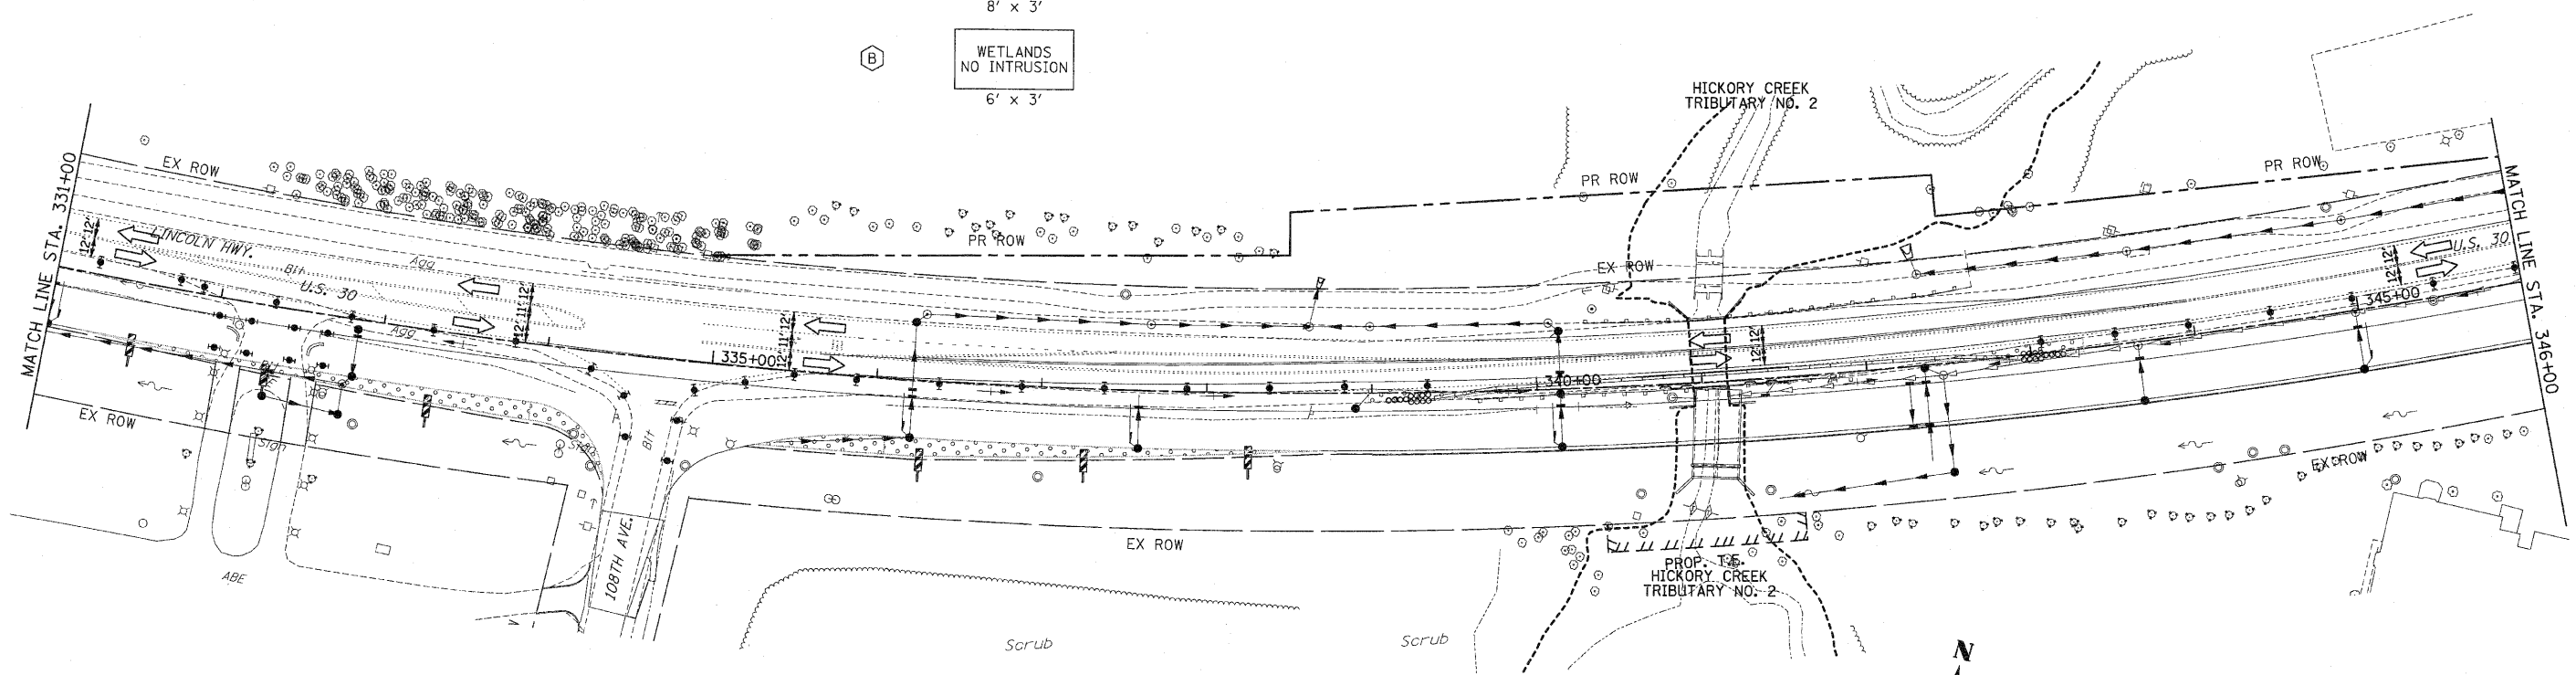 8' x 3'
B
WETLANDS
NO INTRUSION
6' x 3'
HICKORY CREEK
TRIBUTARY NO. 2
MATCH LINE STA. 331+00
EX ROW
PR ROW
PR ROW
PR ROW
EX ROW
MATCH LINE STA. 346+00
LINCOLN HWY.
U.S. 30
U.S. 30
Bit
Agg
Agg
12' 12'
12' 11' 12'
12' 11' 12'
12' 12'
12' 12'
335+00
340+00
345+00
EX ROW
Sign
Sign
Bit
108TH AVE.
ABE
EX ROW
EX ROW
PROP. T.E.
HICKORY CREEK
TRIBUTARY NO. 2
Scrub
Scrub
N